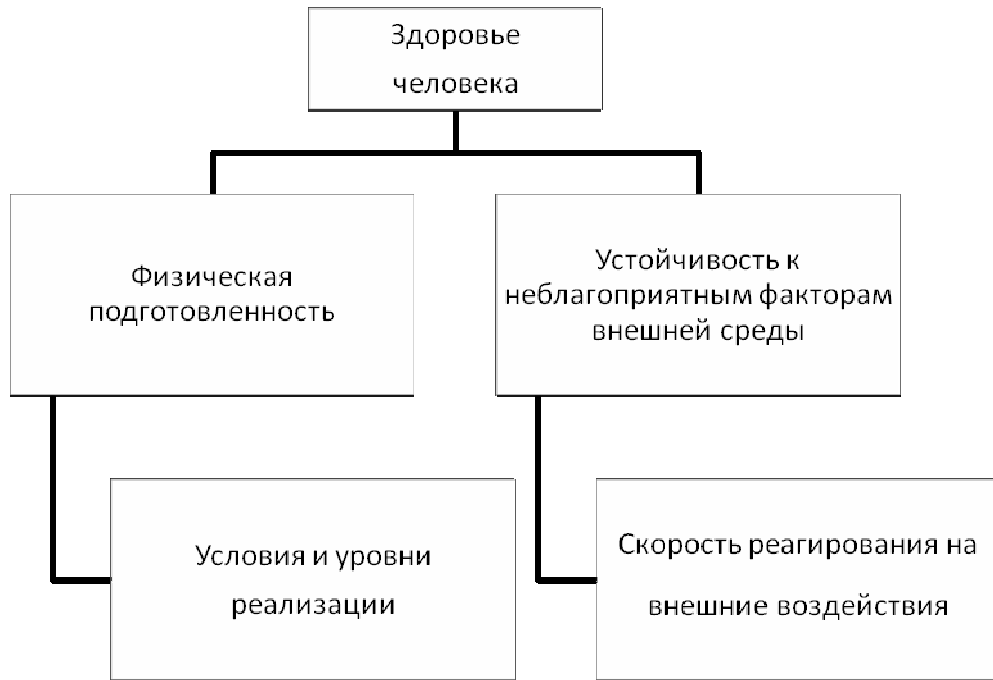 Здоровье
человека
Физическая
подготовленность
Устойчивость к
неблагоприятным факторам
внешней среды
Условия и уровни
реализации
Скорость реагирования на
внешние воздействия